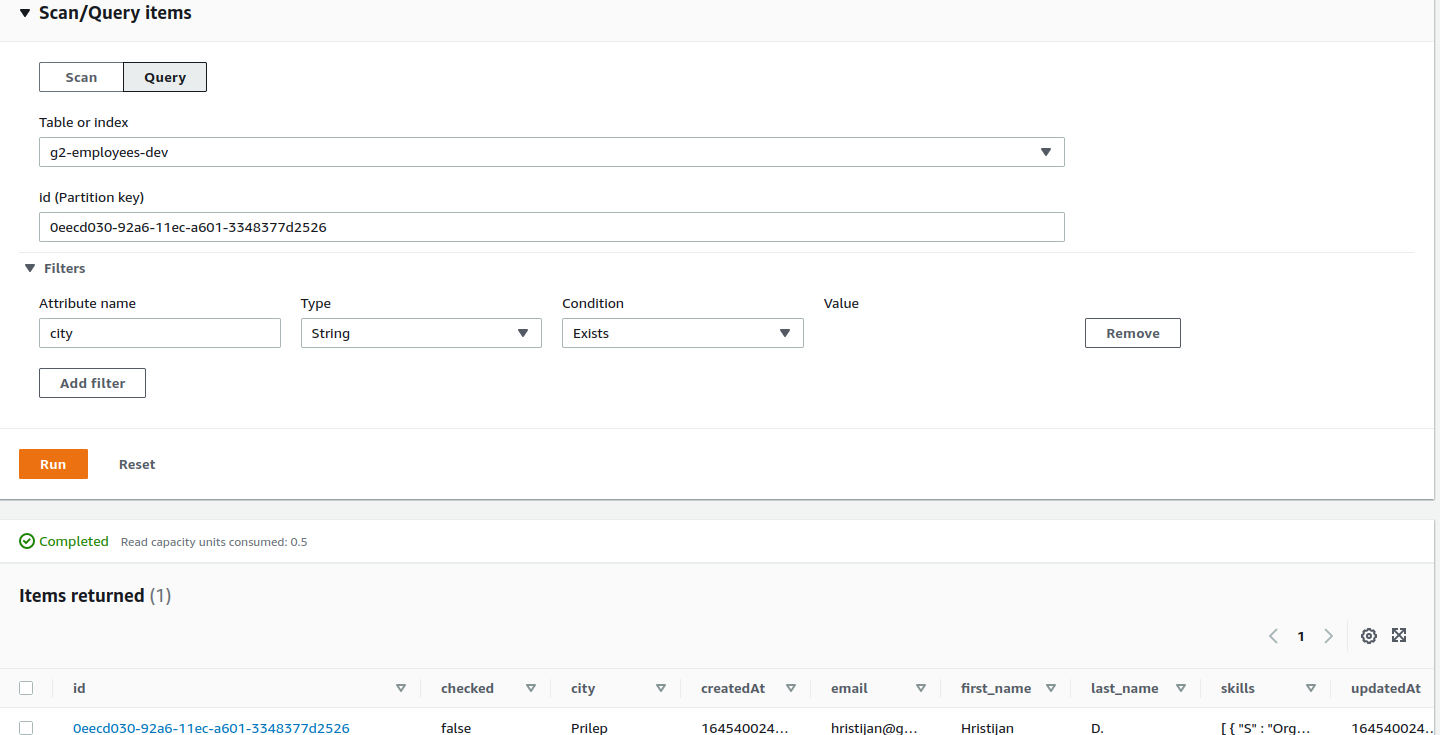 Scan/Query items
Scan Query
Table or index
g2-employees-dev
id (Partition key)
0eecd030-92a6-11ec-a601-3348377d2526
Filters
Attribute name Type Condition Value
city String Exists Remove
Add filter
Run Reset
Completed Read capacity units consumed: 0.5
Items returned (1)
1
id checked city createdAt email first_name last_name skills updatedAt
0eecd030-92a6-11ec-a601-3348377d2526 false Prilep 164540024... hristijan@g... Hristijan D. [ { "S" : "Org... 164540024...